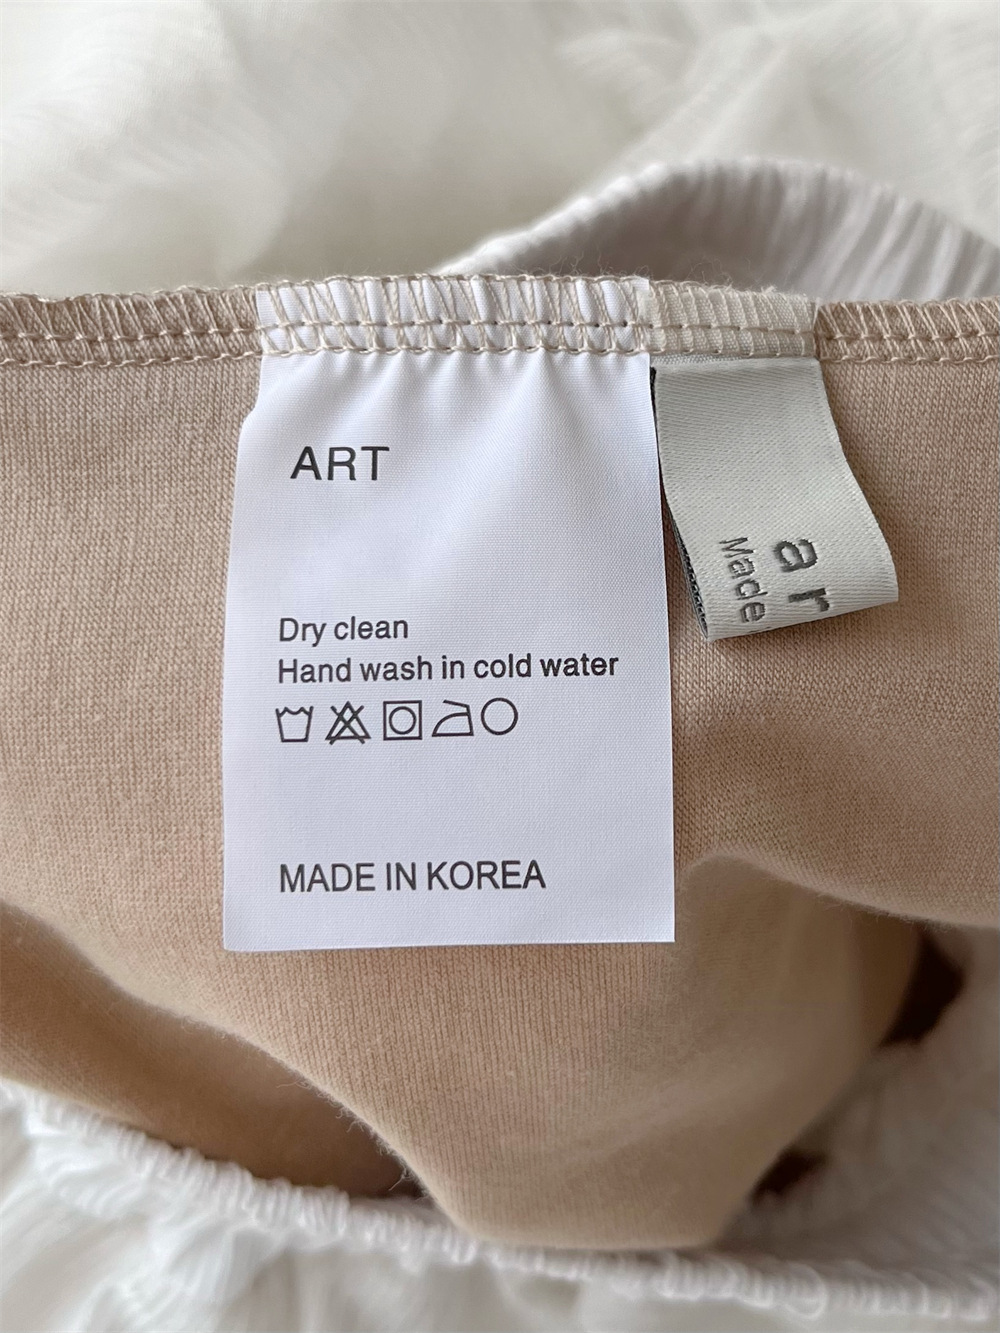 ART
Dry clean
Hand wash in cold water
MADE IN KOREA
ar
Made